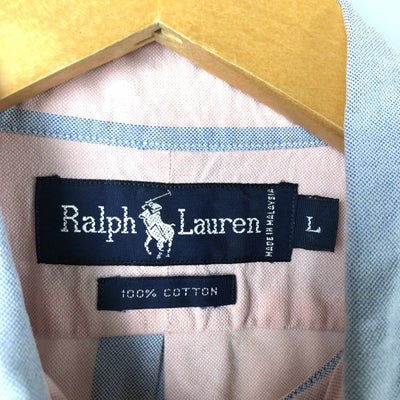 Ralph Lauren
MADE IN MALAYSIA
L
100% COTTON